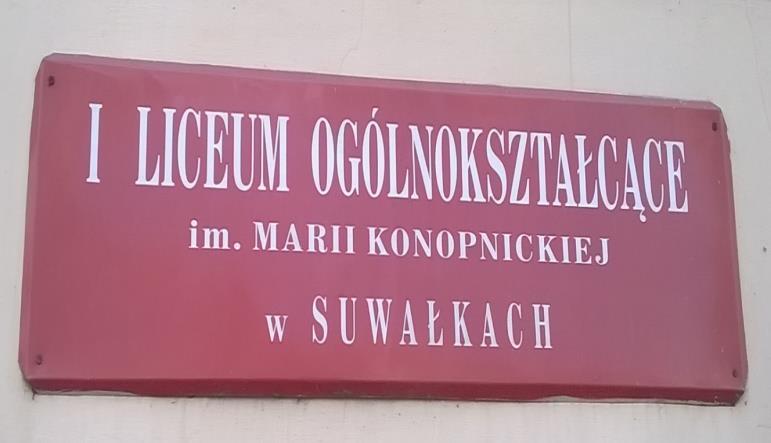 I LICEUM OGÓLNOKSZTAŁCĄCE
im. MARII KONOPNICKIEJ
w SUWAŁKACH